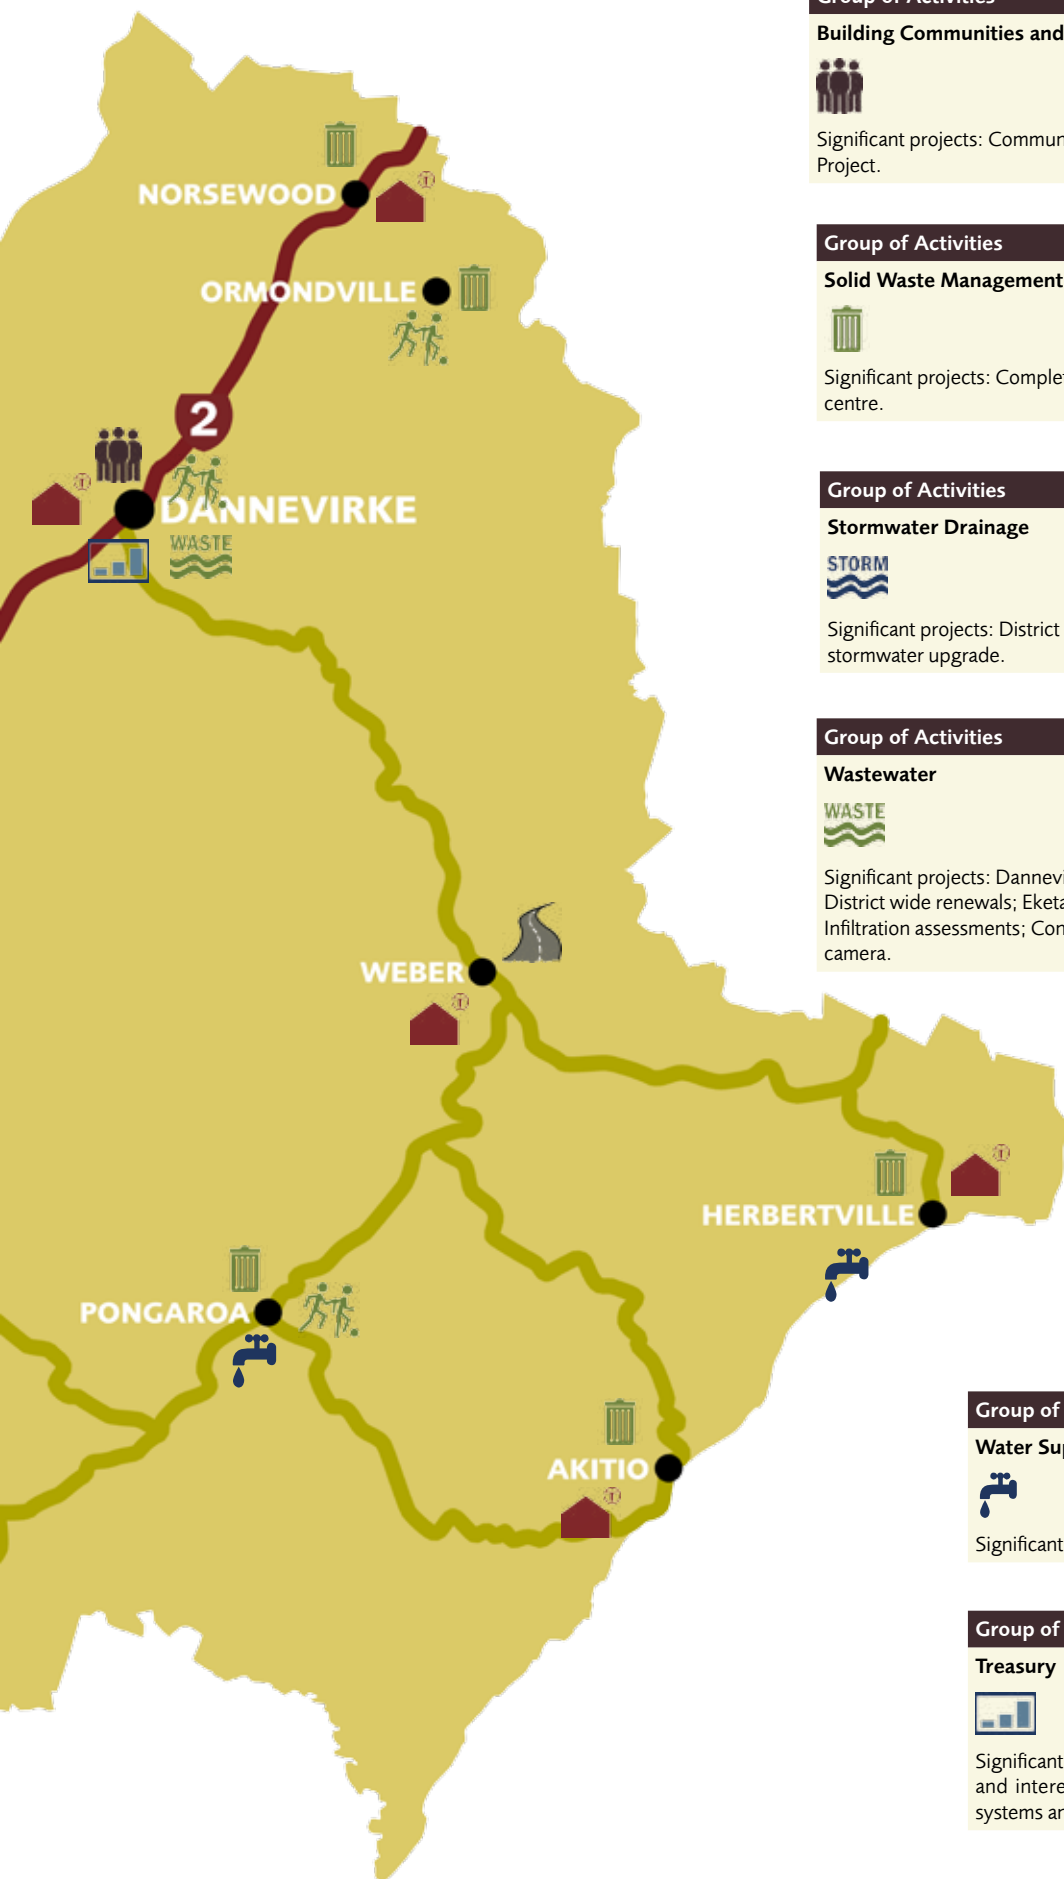 Group of Activities
Building Communities and
Significant projects: Commun
Project.
NORSEWOOD
Group of Activities
Solid Waste Management
Significant projects: Complet
centre.
ORMONDVILLE
2
DANNEVIRKE
WASTE
Group of Activities
Stormwater Drainage
STORM
Significant projects: District
stormwater upgrade.
Group of Activities
Wastewater
WASTE
Significant projects: Dannevi
District wide renewals; Eketa
Infiltration assessments; Con
camera.
WEBER
HERBERTVILLE
PONGAROA
AKITIO
Group of
Water Su
Significant
Group of
Treasury
Significant
and intere
systems an